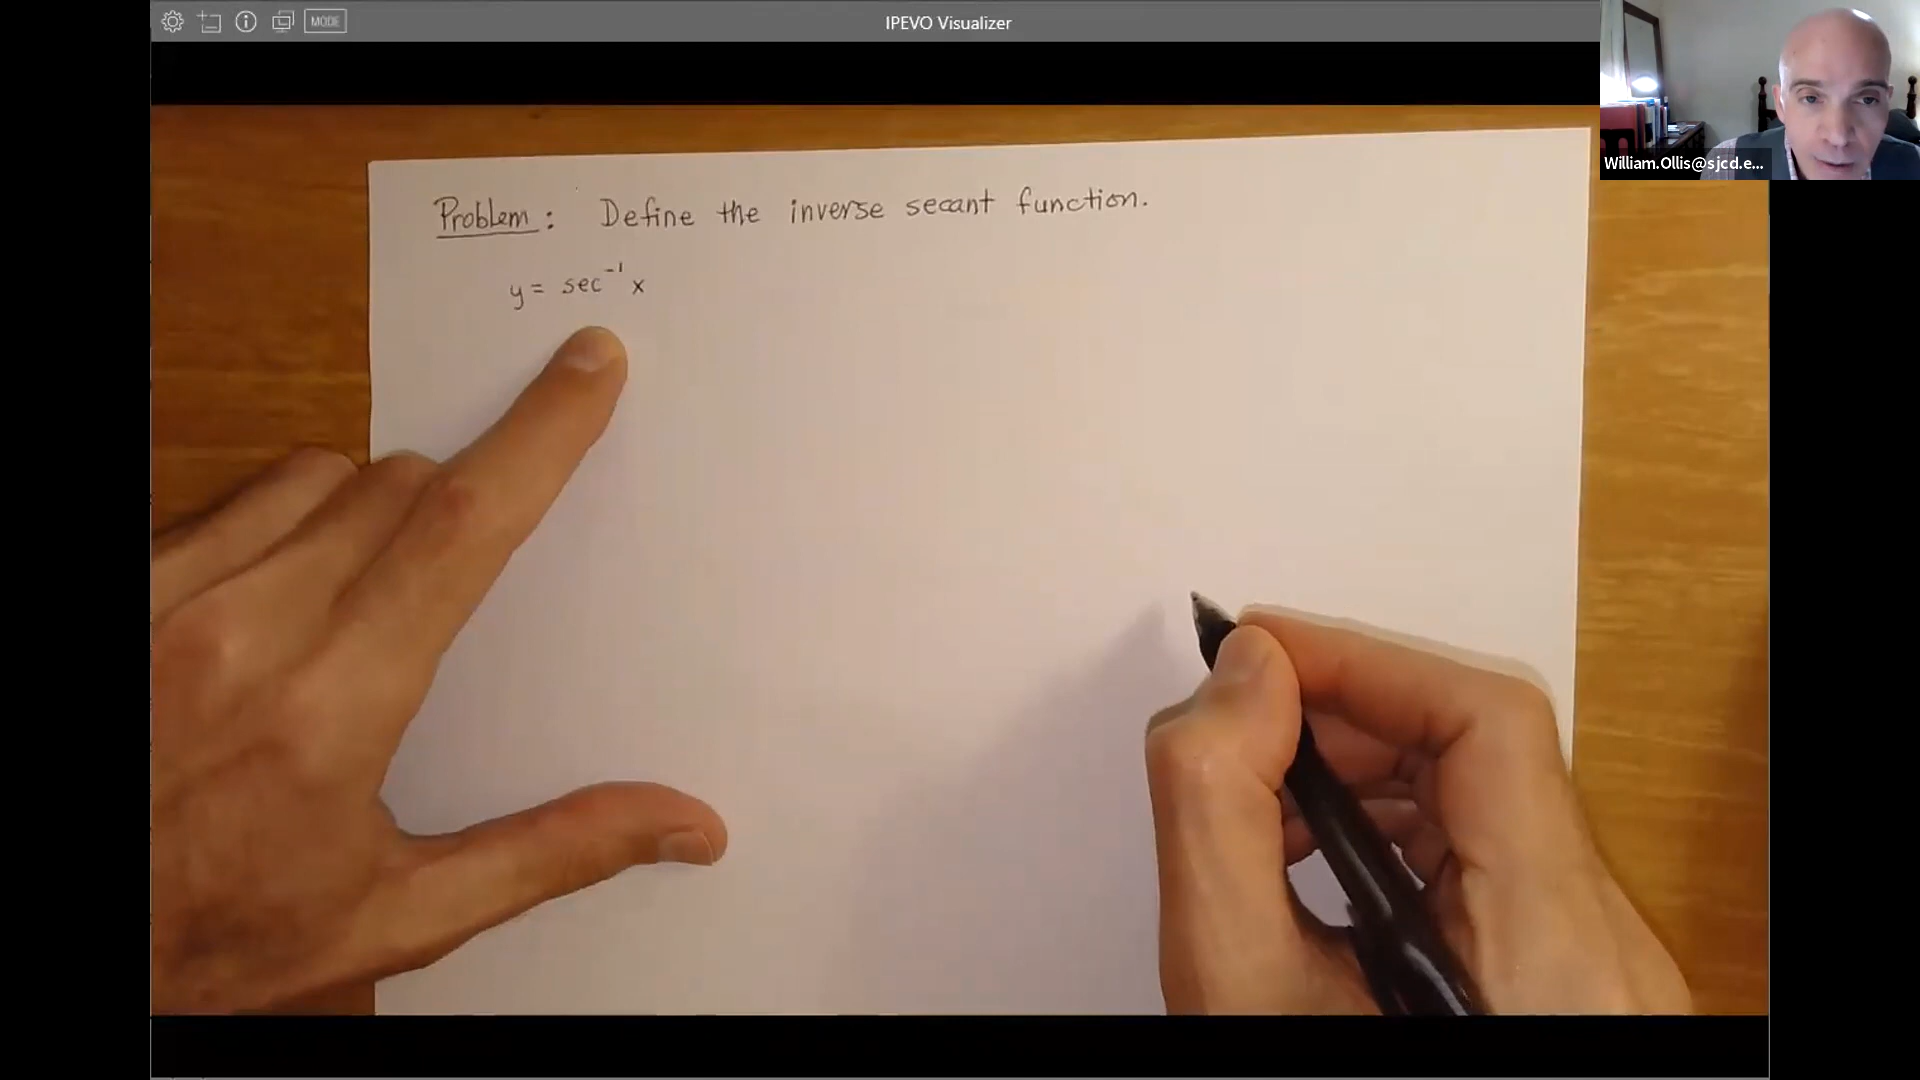 MODE
IPEVO Visualizer
William.Ollis@sjcd.e...
Problem: Define the inverse secant function.
y = sec⁻¹ x